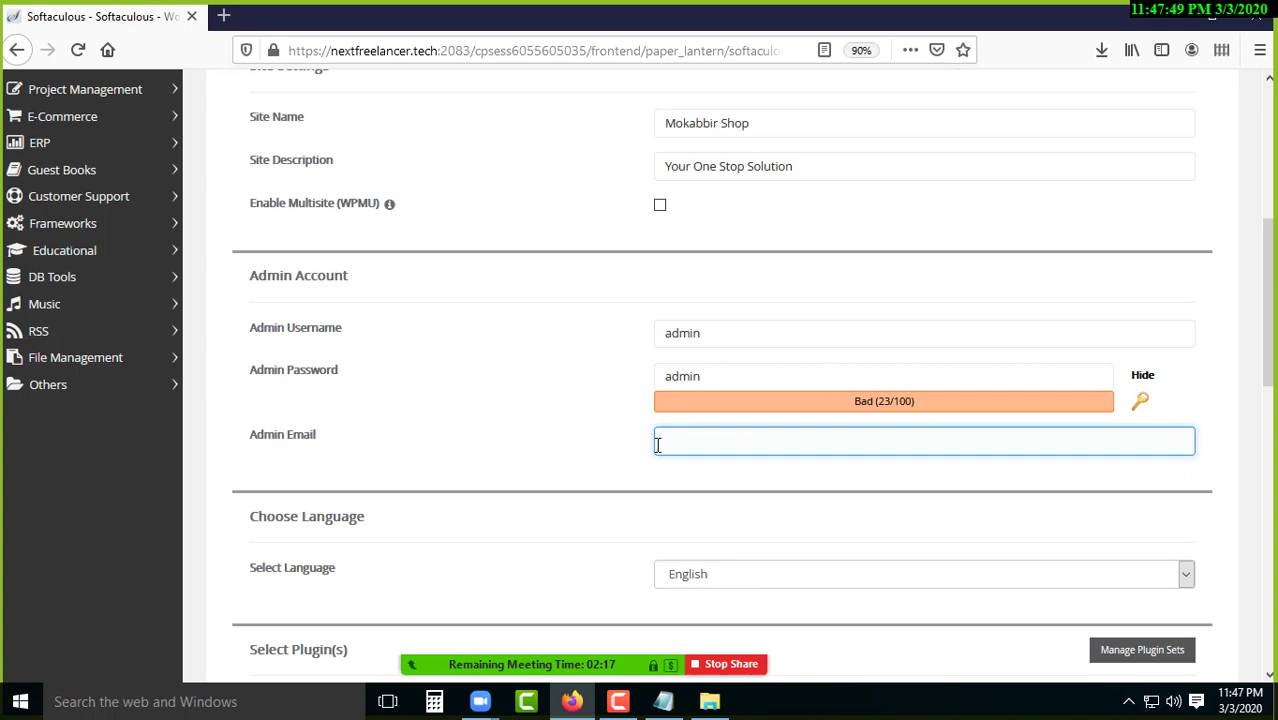 11:47:49 PM 3/3/2020
Softaculous - Softaculous - Wo
https://nextfreelancer.tech:2083/cpsess6055605035/frontend/paper_lantern/softaculou
90%
Project Management
E-Commerce
ERP
Guest Books
Customer Support
Frameworks
Educational
DB Tools
Music
RSS
File Management
Others
Site Settings
Site Name
Mokabbir Shop
Site Description
Your One Stop Solution
Enable Multisite (WPMU)
Admin Account
Admin Username
admin
Admin Password
admin
Hide
Bad (23/100)
Admin Email
Choose Language
Select Language
English
Select Plugin(s)
Manage Plugin Sets
Remaining Meeting Time: 02:17
Stop Share
Search the web and Windows
11:47 PM
3/3/2020